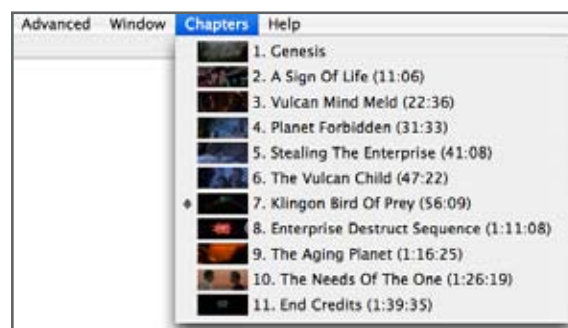 Advanced Window Chapters Help
1. Genesis
2. A Sign Of Life (11:06)
3. Vulcan Mind Meld (22:36)
4. Planet Forbidden (31:33)
5. Stealing The Enterprise (41:08)
6. The Vulcan Child (47:22)
7. Klingon Bird Of Prey (56:09)
8. Enterprise Destruct Sequence (1:11:08)
9. The Aging Planet (1:16:25)
10. The Needs Of The One (1:26:19)
11. End Credits (1:39:35)